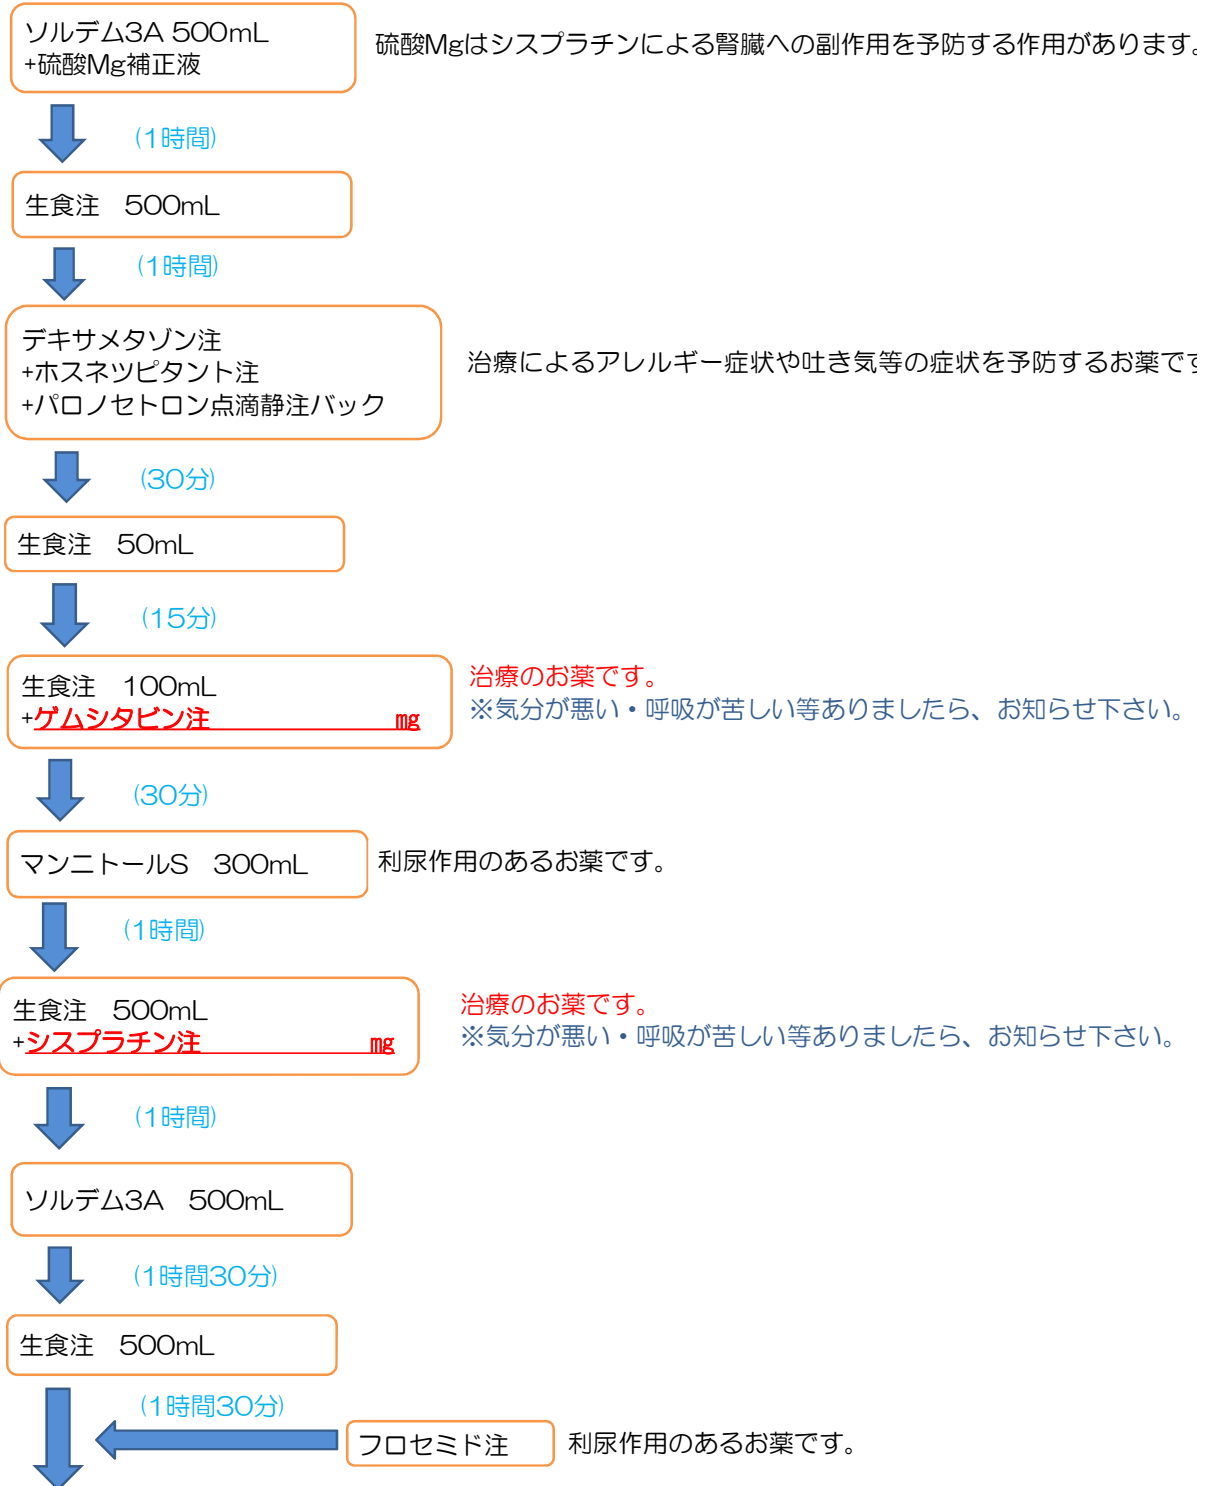 ソルデム3A 500mL
+硫酸Mg補正液
硫酸Mgはシスプラチンによる腎臓への副作用を予防する作用があります。
(1時間)
生食注　500mL
(1時間)
デキサメタゾン注
+ホスネツピタント注
+パロノセトロン点滴静注バック
治療によるアレルギー症状や吐き気等の症状を予防するお薬です
(30分)
生食注　50mL
(15分)
生食注　100mL
+ゲムシタビン注　　　　　　　mg
治療のお薬です。
※気分が悪い・呼吸が苦しい等ありましたら、お知らせ下さい。
(30分)
マンニトールS　300mL
利尿作用のあるお薬です。
(1時間)
生食注　500mL
+シスプラチン注　　　　　　　mg
治療のお薬です。
※気分が悪い・呼吸が苦しい等ありましたら、お知らせ下さい。
(1時間)
ソルデム3A　500mL
(1時間30分)
生食注　500mL
(1時間30分)
フロセミド注
利尿作用のあるお薬です。